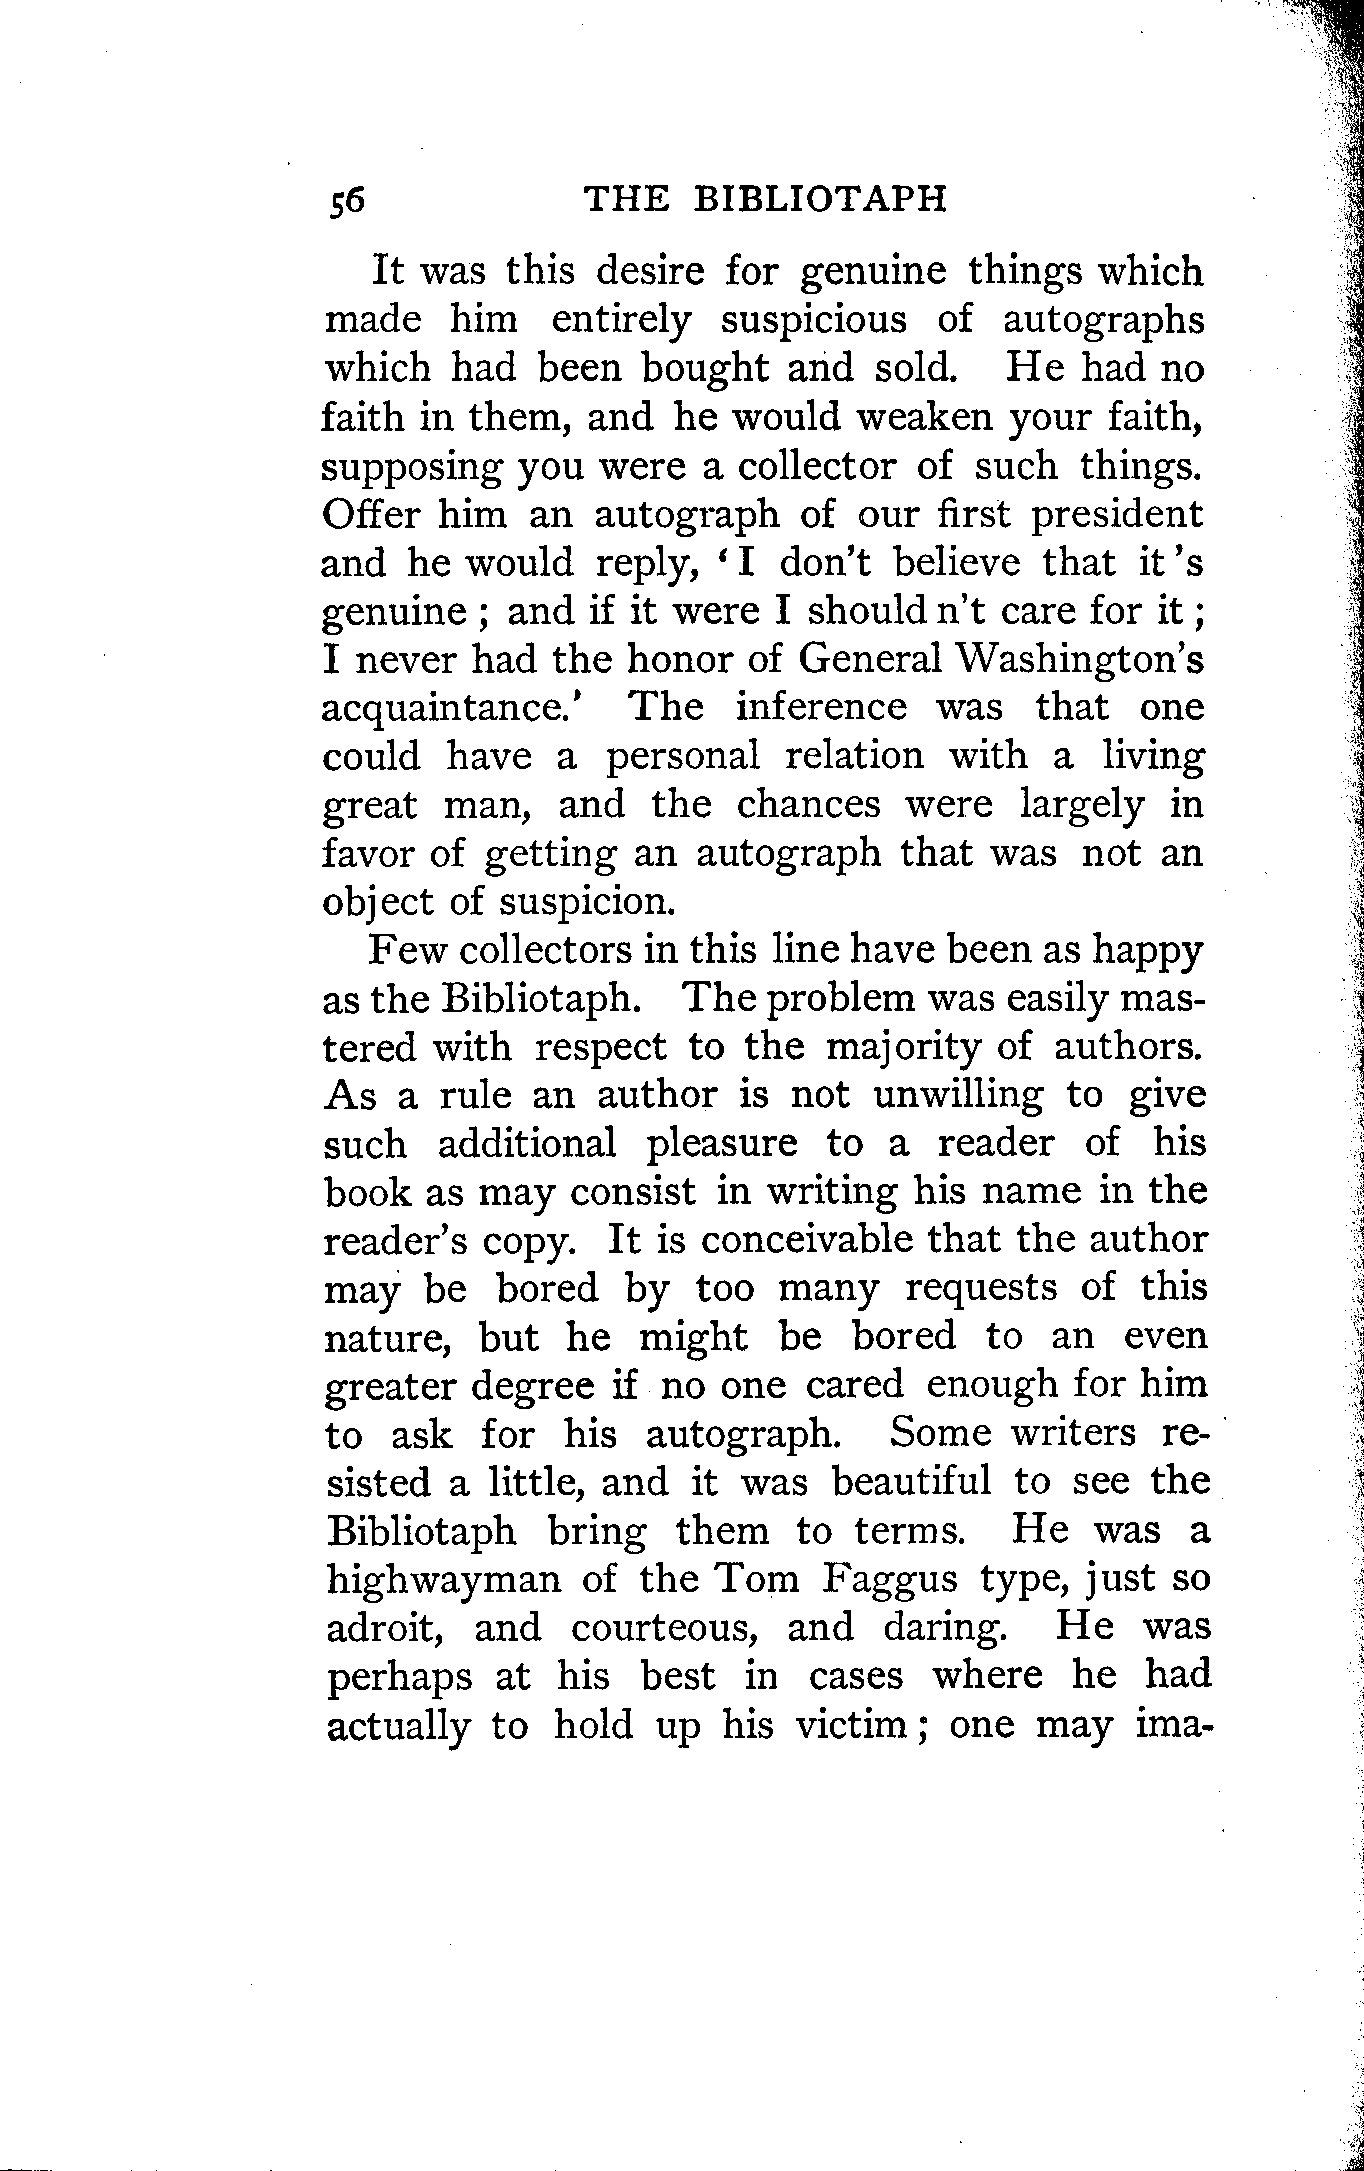 56 THE BIBLIOTAPH
It was this desire for genuine things which
made him entirely suspicious of autographs
which had been bought and sold. He had no
faith in them, and he would weaken your faith,
supposing you were a collector of such things.
Offer him an autograph of our first president
and he would reply, ‘I don't believe that it 's
genuine ; and if it were I should n't care for it ;
I never had the honor of General Washington's
acquaintance.’ The inference was that one
could have a personal relation with a living
great man, and the chances were largely in
favor of getting an autograph that was not an
object of suspicion.
Few collectors in this line have been as happy
as the Bibliotaph. The problem was easily mas-
tered with respect to the majority of authors.
As a rule an author is not unwilling to give
such additional pleasure to a reader of his
book as may consist in writing his name in the
reader's copy. It is conceivable that the author
may be bored by too many requests of this
nature, but he might be bored to an even
greater degree if no one cared enough for him
to ask for his autograph. Some writers re-
sisted a little, and it was beautiful to see the
Bibliotaph bring them to terms. He was a
highwayman of the Tom Faggus type, just so
adroit, and courteous, and daring. He was
perhaps at his best in cases where he had
actually to hold up his victim ; one may ima-